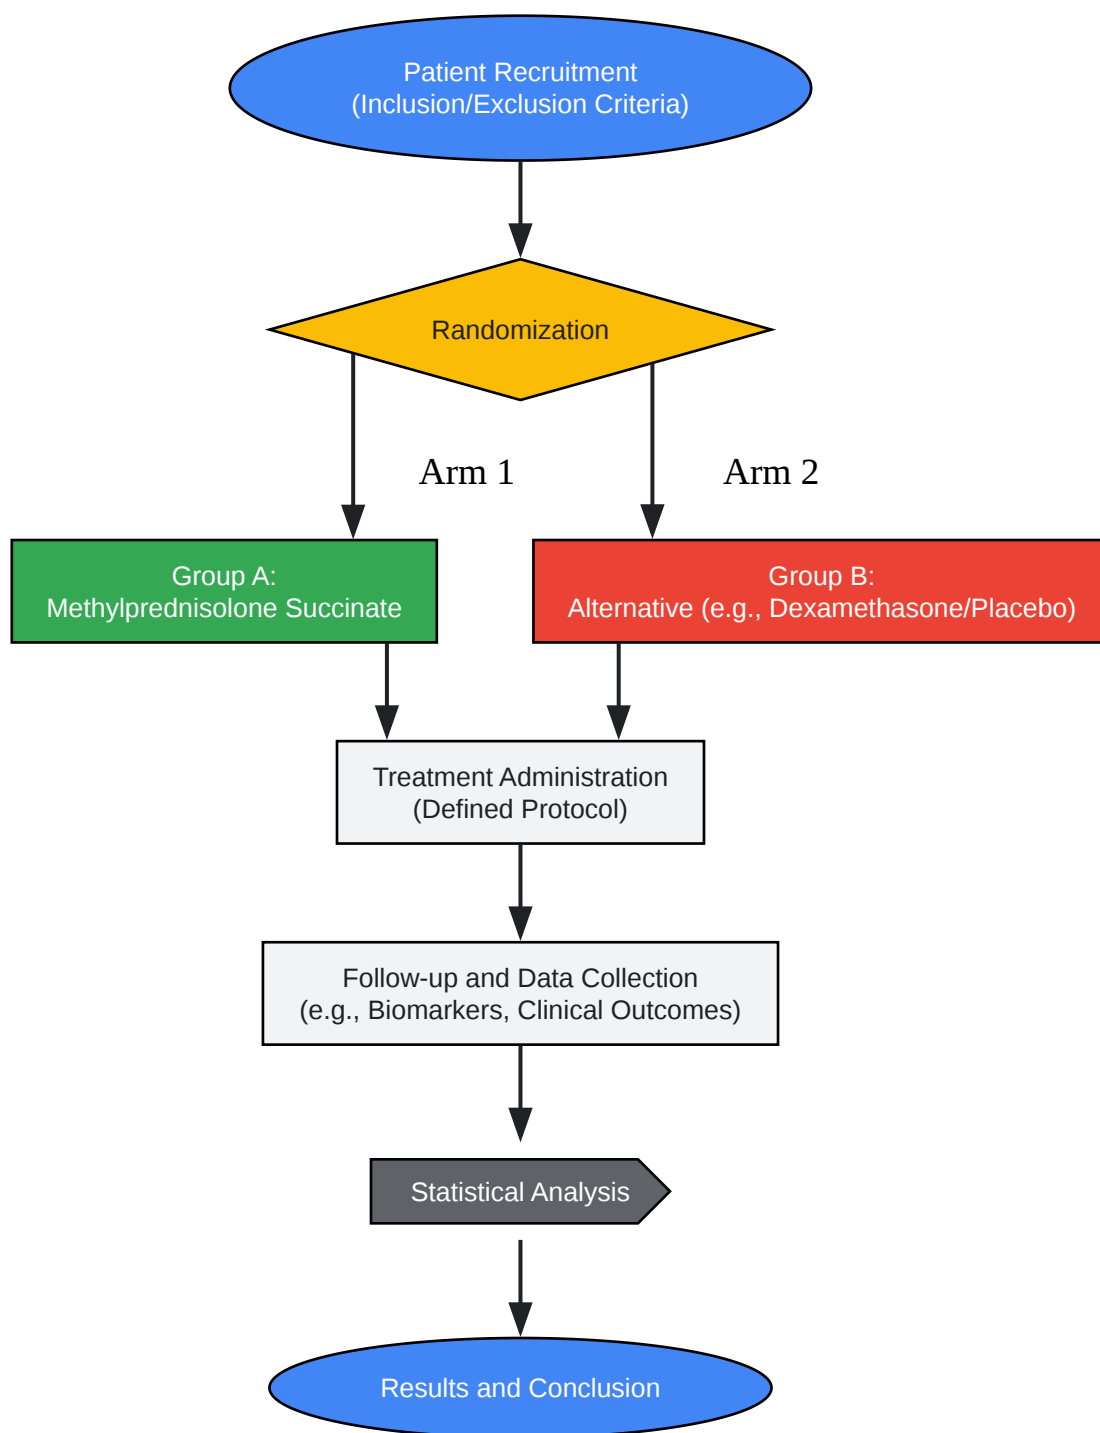 Patient Recruitment
(Inclusion/Exclusion Criteria)
Randomization
Arm 1
Arm 2
Group A:
Methylprednisolone Succinate
Group B:
Alternative (e.g., Dexamethasone/Placebo)
Treatment Administration
(Defined Protocol)
Follow-up and Data Collection
(e.g., Biomarkers, Clinical Outcomes)
Statistical Analysis
Results and Conclusion